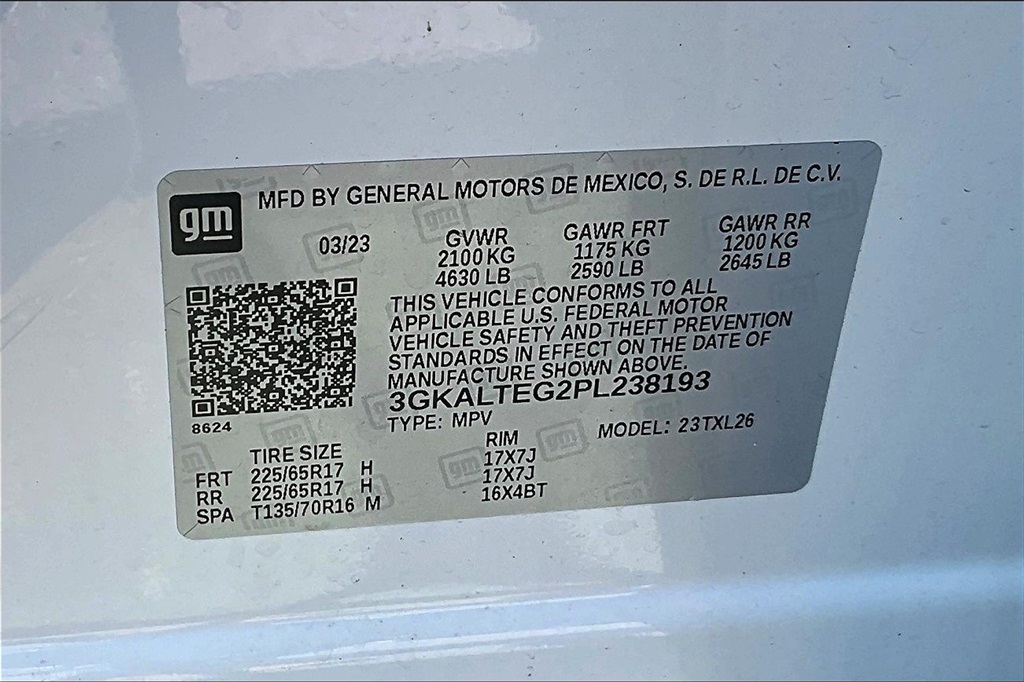 gm
MFD BY GENERAL MOTORS DE MEXICO, S. DE R.L. DE C.V.
03/23 GVWR GAWR FRT GAWR RR
2100 KG 1175 KG 1200 KG
4630 LB 2590 LB 2645 LB
THIS VEHICLE CONFORMS TO ALL
APPLICABLE U.S. FEDERAL MOTOR
VEHICLE SAFETY AND THEFT PREVENTION
STANDARDS IN EFFECT ON THE DATE OF
MANUFACTURE SHOWN ABOVE.
3GKALTEG2PL238193
8624
TYPE: MPV MODEL: 23TXL26
TIRE SIZE RIM
FRT 225/65R17 H 17X7J
RR 225/65R17 H 17X7J
SPA T135/70R16 M 16X4BT